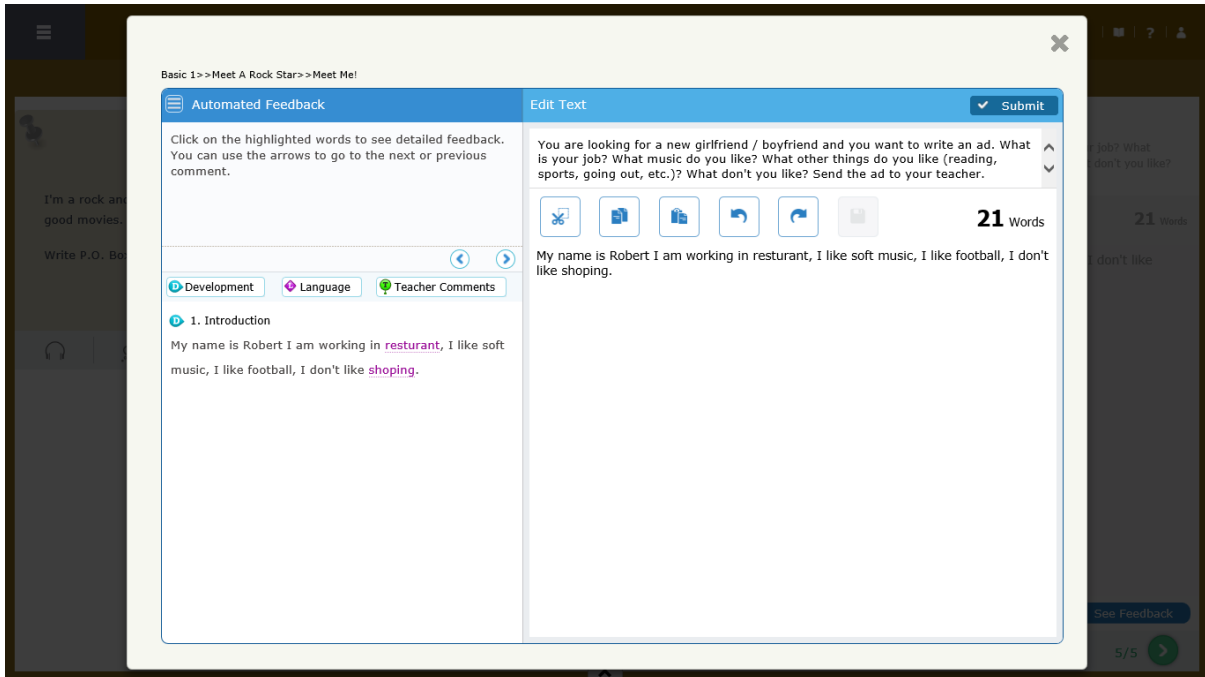 ?
Basic 1>>Meet A Rock Star>>Meet Me!
Automated Feedback
Click on the highlighted words to see detailed feedback.
You can use the arrows to go to the next or previous
comment.
Development
Language
Teacher Comments
1. Introduction
My name is Robert I am working in resturant, I like soft
music, I like football, I don't like shoping.
Edit Text
Submit
You are looking for a new girlfriend / boyfriend and you want to write an ad. What
is your job? What music do you like? What other things do you like (reading,
sports, going out, etc.)? What don't you like? Send the ad to your teacher.
21 Words
My name is Robert I am working in resturant, I like soft music, I like football, I don't
like shoping.
I'm a rock and
good movies.
Write P.O. Bo
job? What
don't you like?
21 Words
I don't like
See Feedback
5/5